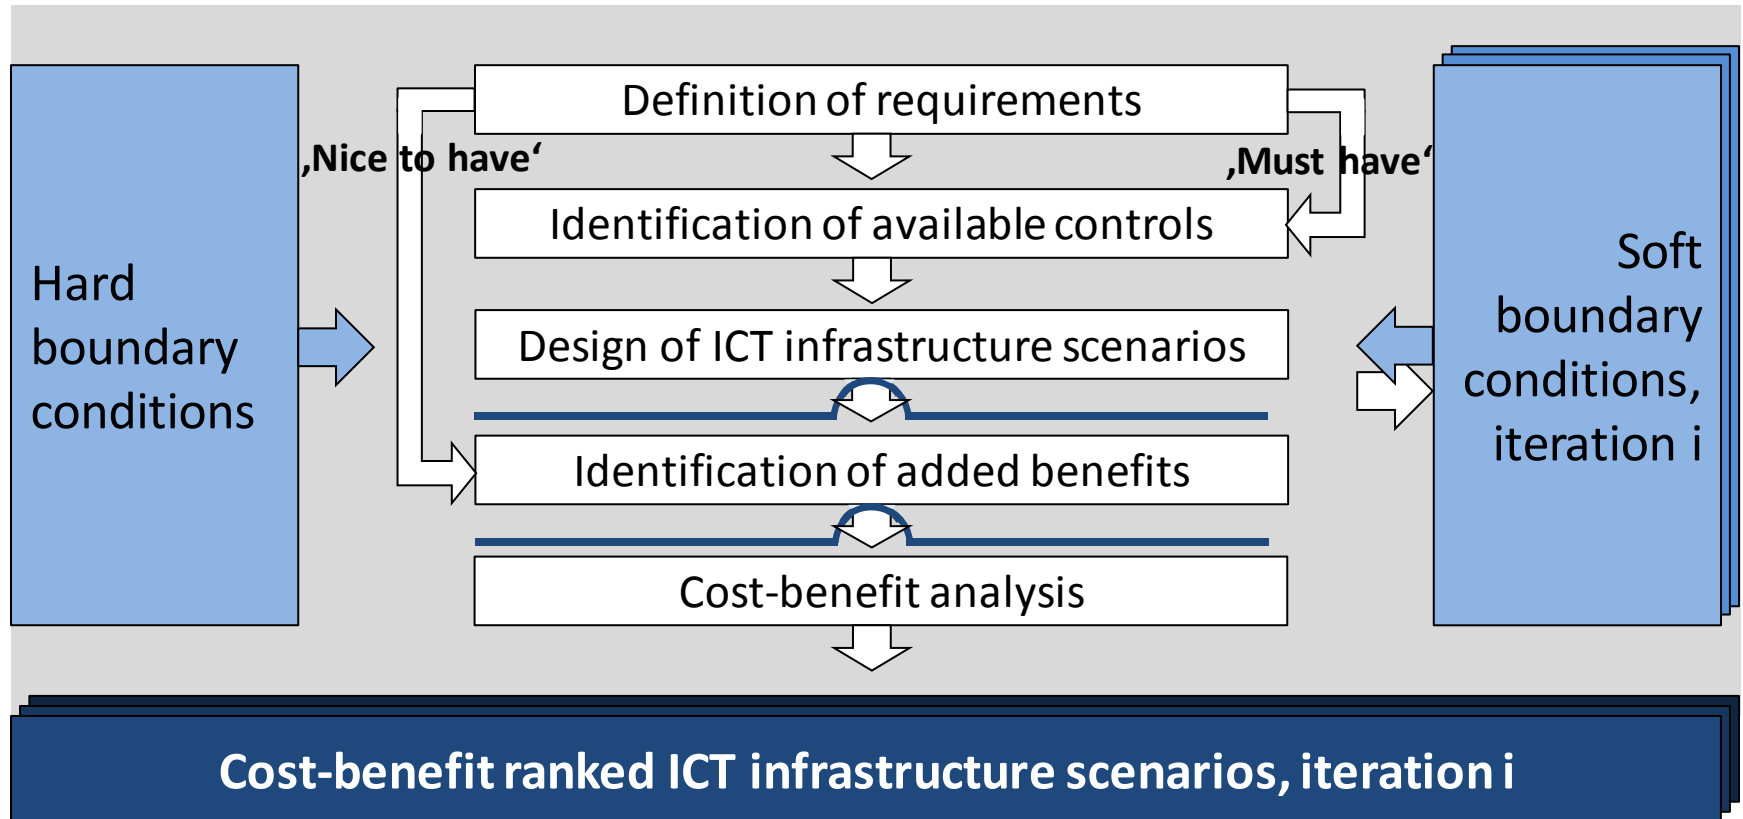 Definition of requirements
‚Nice to have‘
‚Must have‘
Identification of available controls
Hard
boundary
conditions
Design of ICT infrastructure scenarios
Soft
boundary
conditions,
iteration i
Identification of added benefits
Cost-benefit analysis
Cost-benefit ranked ICT infrastructure scenarios, iteration i